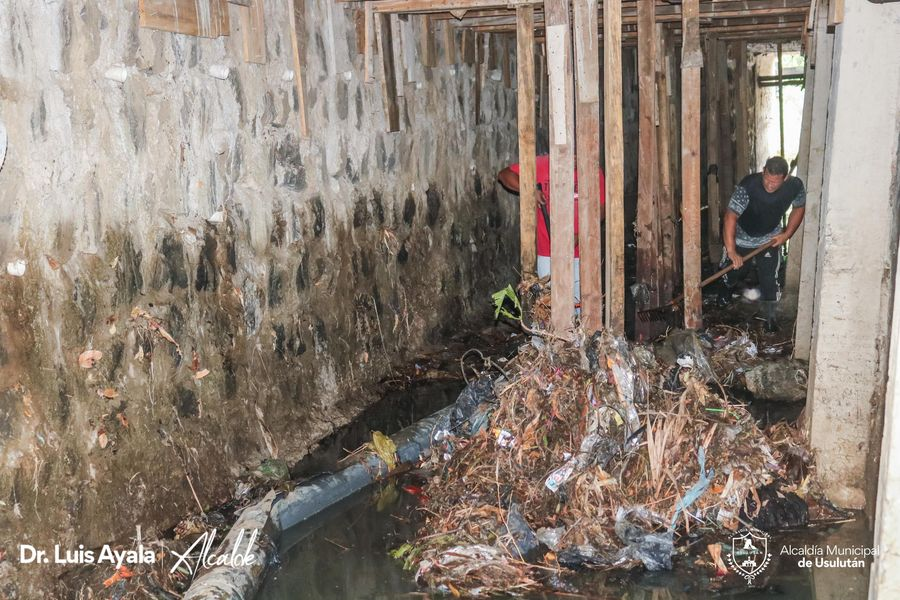 Dr. Luis Ayala Alcalde
Alcaldía Municipal
de Usulután